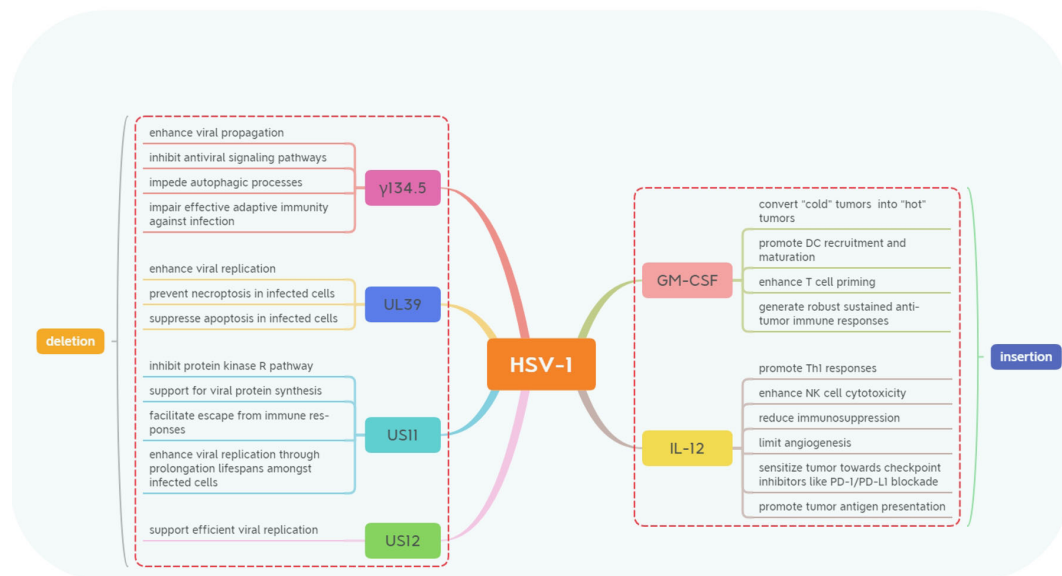 deletion
enhance viral propagation
inhibit antiviral signaling pathways
impede autophagic processes
impair effective adaptive immunity
against infection
γ134.5
enhance viral replication
prevent necroptosis in infected cells
suppresse apoptosis in infected cells
UL39
inhibit protein kinase R pathway
support for viral protein synthesis
facilitate escape from immune res-
ponses
enhance viral replication through
prolongation lifespans amongst
infected cells
US11
support efficient viral replication
US12
HSV-1
GM-CSF
convert "cold" tumors into "hot"
tumors
promote DC recruitment and
maturation
enhance T cell priming
generate robust sustained anti-
tumor immune responses
IL-12
promote Th1 responses
enhance NK cell cytotoxicity
reduce immunosuppression
limit angiogenesis
sensitize tumor towards checkpoint
inhibitors like PD-1/PD-L1 blockade
promote tumor antigen presentation
insertion